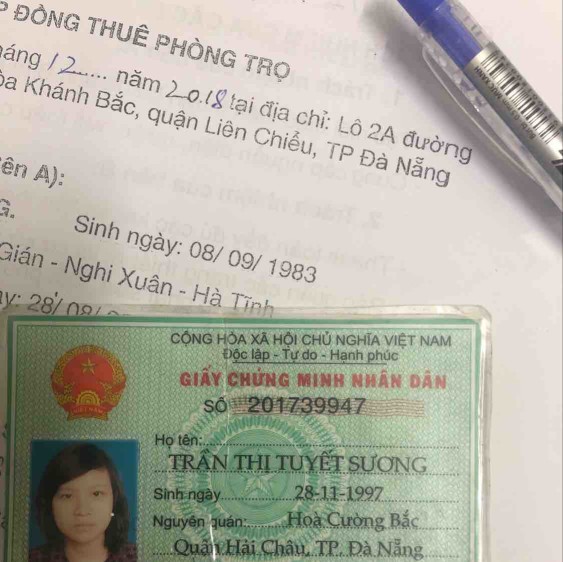 ĐỒNG THUÊ PHÒNG TRỌ
háng 12..... năm 2018 tại địa chỉ: Lô 2A đường
òa Khánh Bắc, quận Liên Chiểu, TP Đà Nẵng
ên A):
G.
Sinh ngày: 08/ 09/ 1983
Gián - Nghi Xuân - Hà Tĩnh
y: 28/ 08/
CỘNG HÒA XÃ HỘI CHỦ NGHĨA VIỆT NAM
Độc lập - Tự do - Hạnh phúc
GIẤY CHỨNG MINH NHÂN DÂN
SỐ 201739947
Họ tên:
TRẦN THỊ TUYẾT SƯƠNG
Sinh ngày 28-11-1997
Nguyên quán: Hoà Cường Bắc
Quận Hải Châu, TP. Đà Nẵng